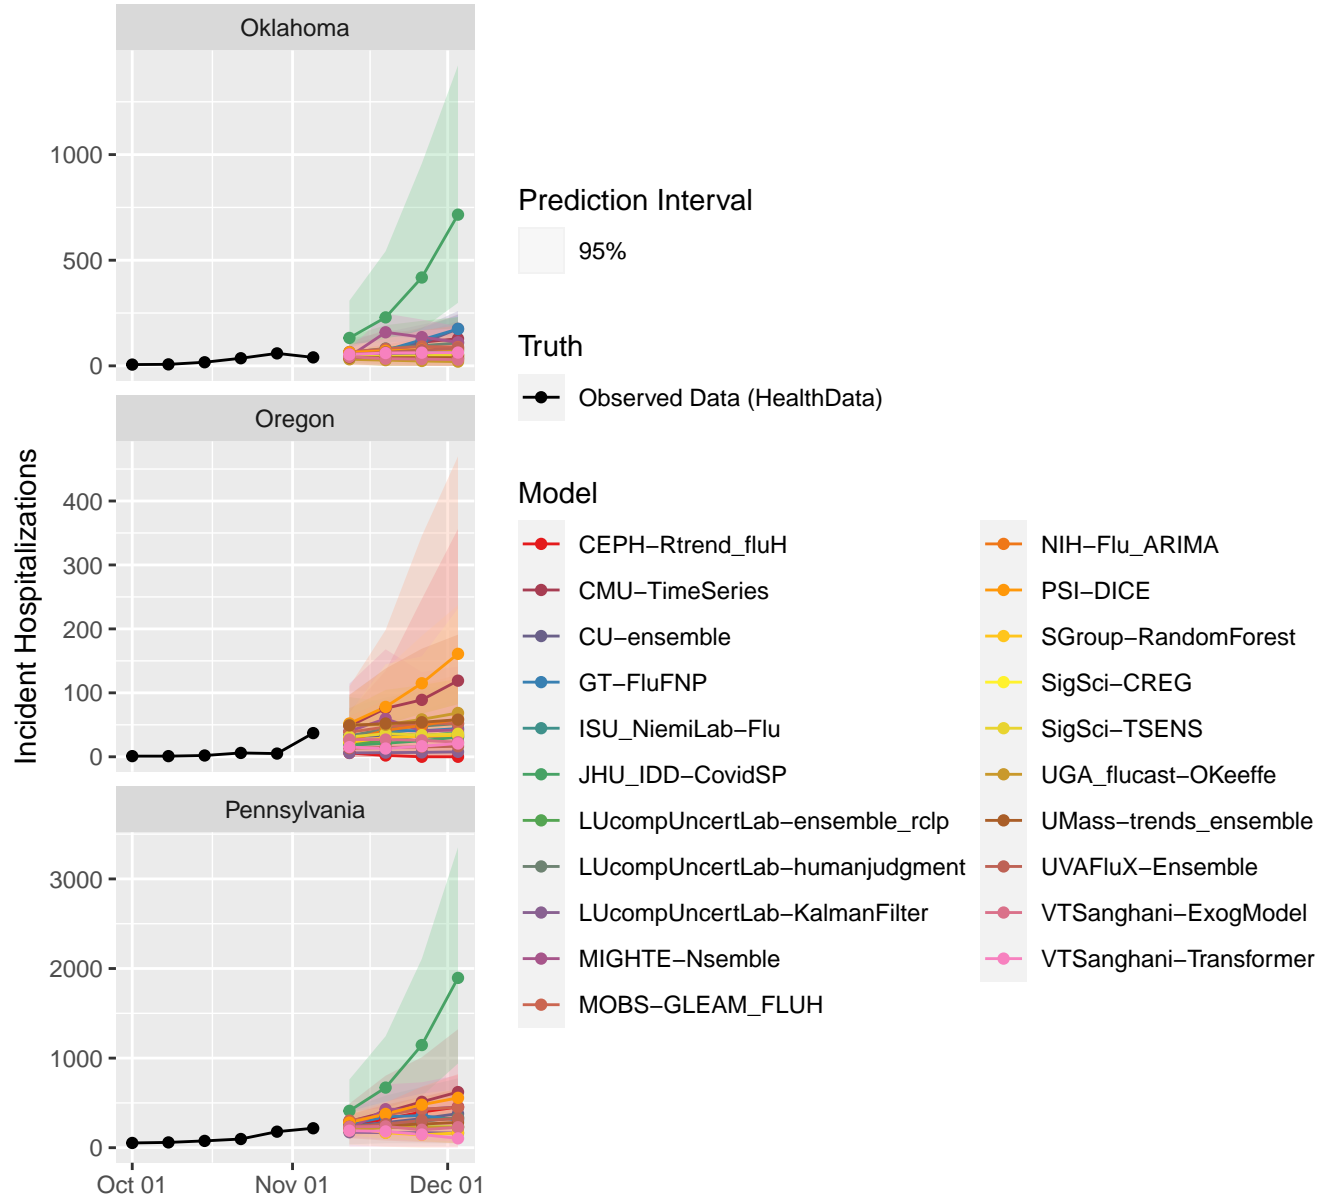 Oklahoma
1000
500
0
Oregon
400
300
200
100
0
Pennsylvania
3000
2000
1000
0
Oct 01
Nov 01
Dec 01
Incident Hospitalizations
Prediction Interval
95%
Truth
Observed Data (HealthData)
Model
CEPH−Rtrend_fluH
CMU−TimeSeries
CU−ensemble
GT−FluFNP
ISU_NiemiLab−Flu
JHU_IDD−CovidSP
LUcompUncertLab−ensemble_rclp
LUcompUncertLab−humanjudgment
LUcompUncertLab−KalmanFilter
MIGHTE−Nsemble
MOBS−GLEAM_FLUH
NIH−Flu_ARIMA
PSI−DICE
SGroup−RandomForest
SigSci−CREG
SigSci−TSENS
UGA_flucast−OKeeffe
UMass−trends_ensemble
UVAFluX−Ensemble
VTSanghani−ExogModel
VTSanghani−Transformer